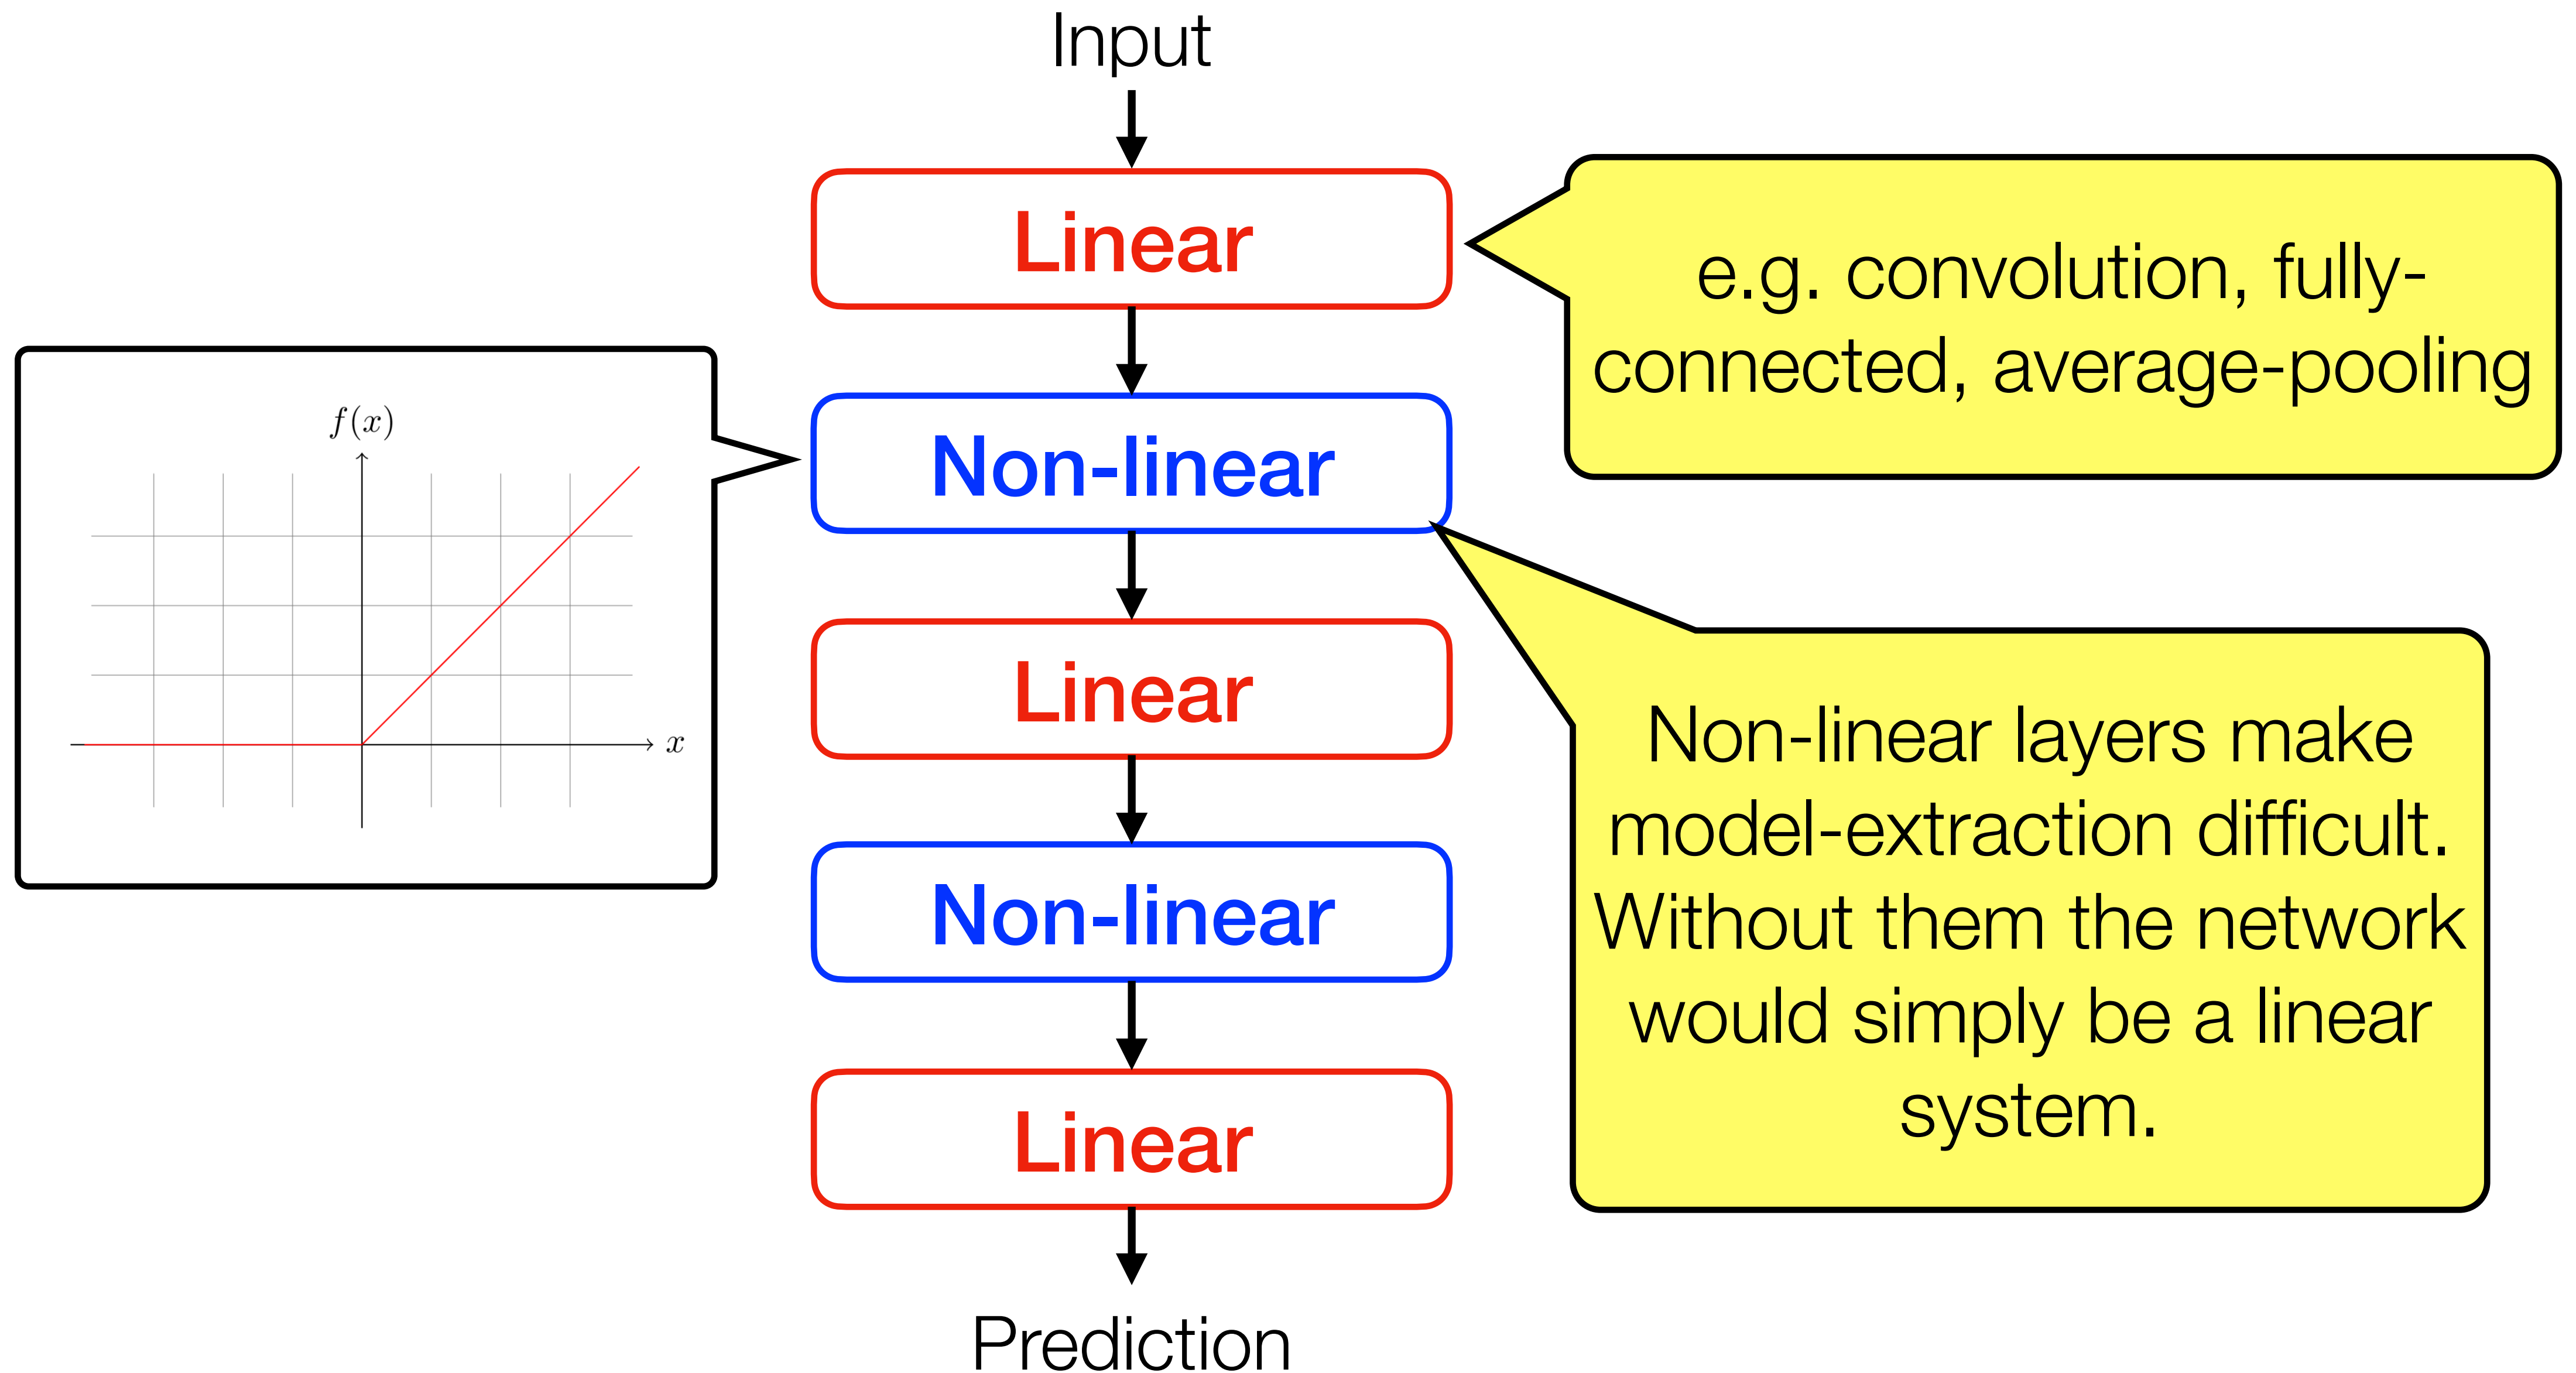 Input
Linear
e.g. convolution, fully-
connected, average-pooling
f(x)
x
Non-linear
Non-linear layers make
model-extraction difficult.
Without them the network
would simply be a linear
system.
Linear
Non-linear
Linear
Prediction